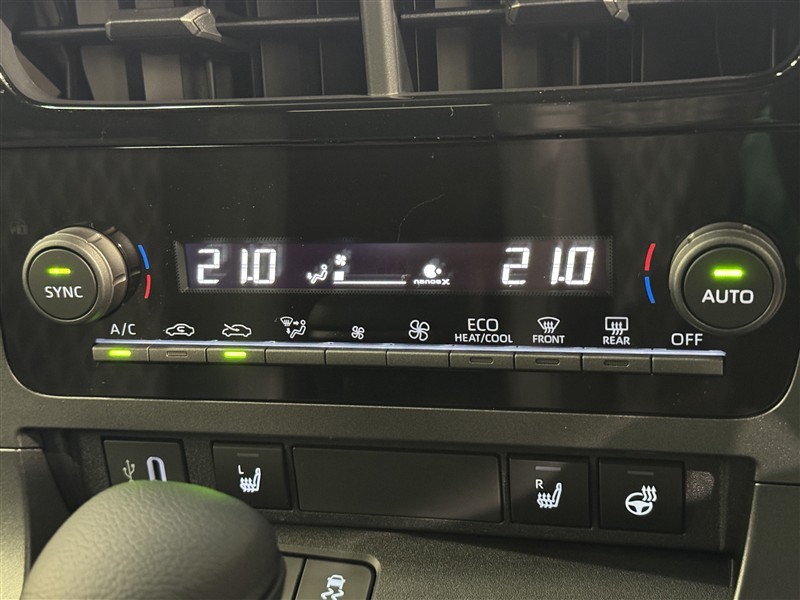 21.0
nanoe X
21.0
SYNC
AUTO
A/C
ECO
HEAT/COOL
FRONT
REAR
OFF
L
R